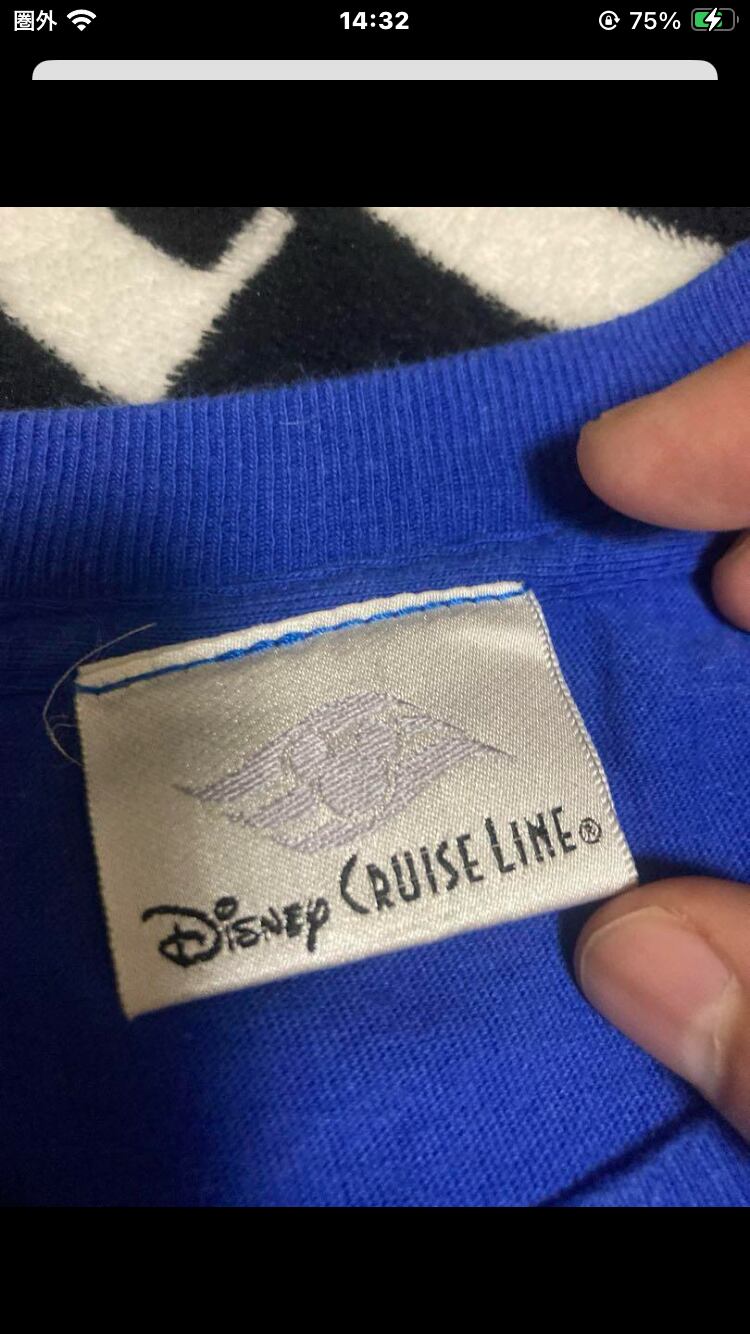 圏外 14:32 75%
Disney CRUISE LINE®